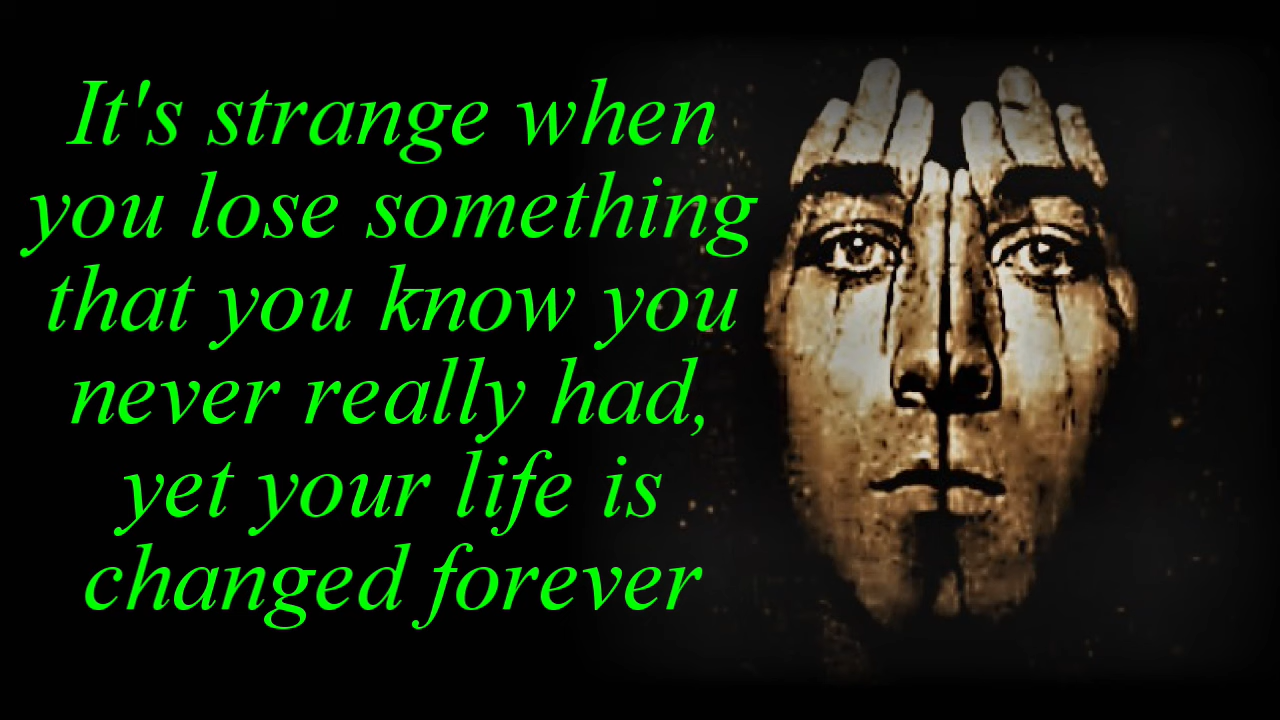 It's strange when
you lose something
that you know you
never really had,
yet your life is
changed forever